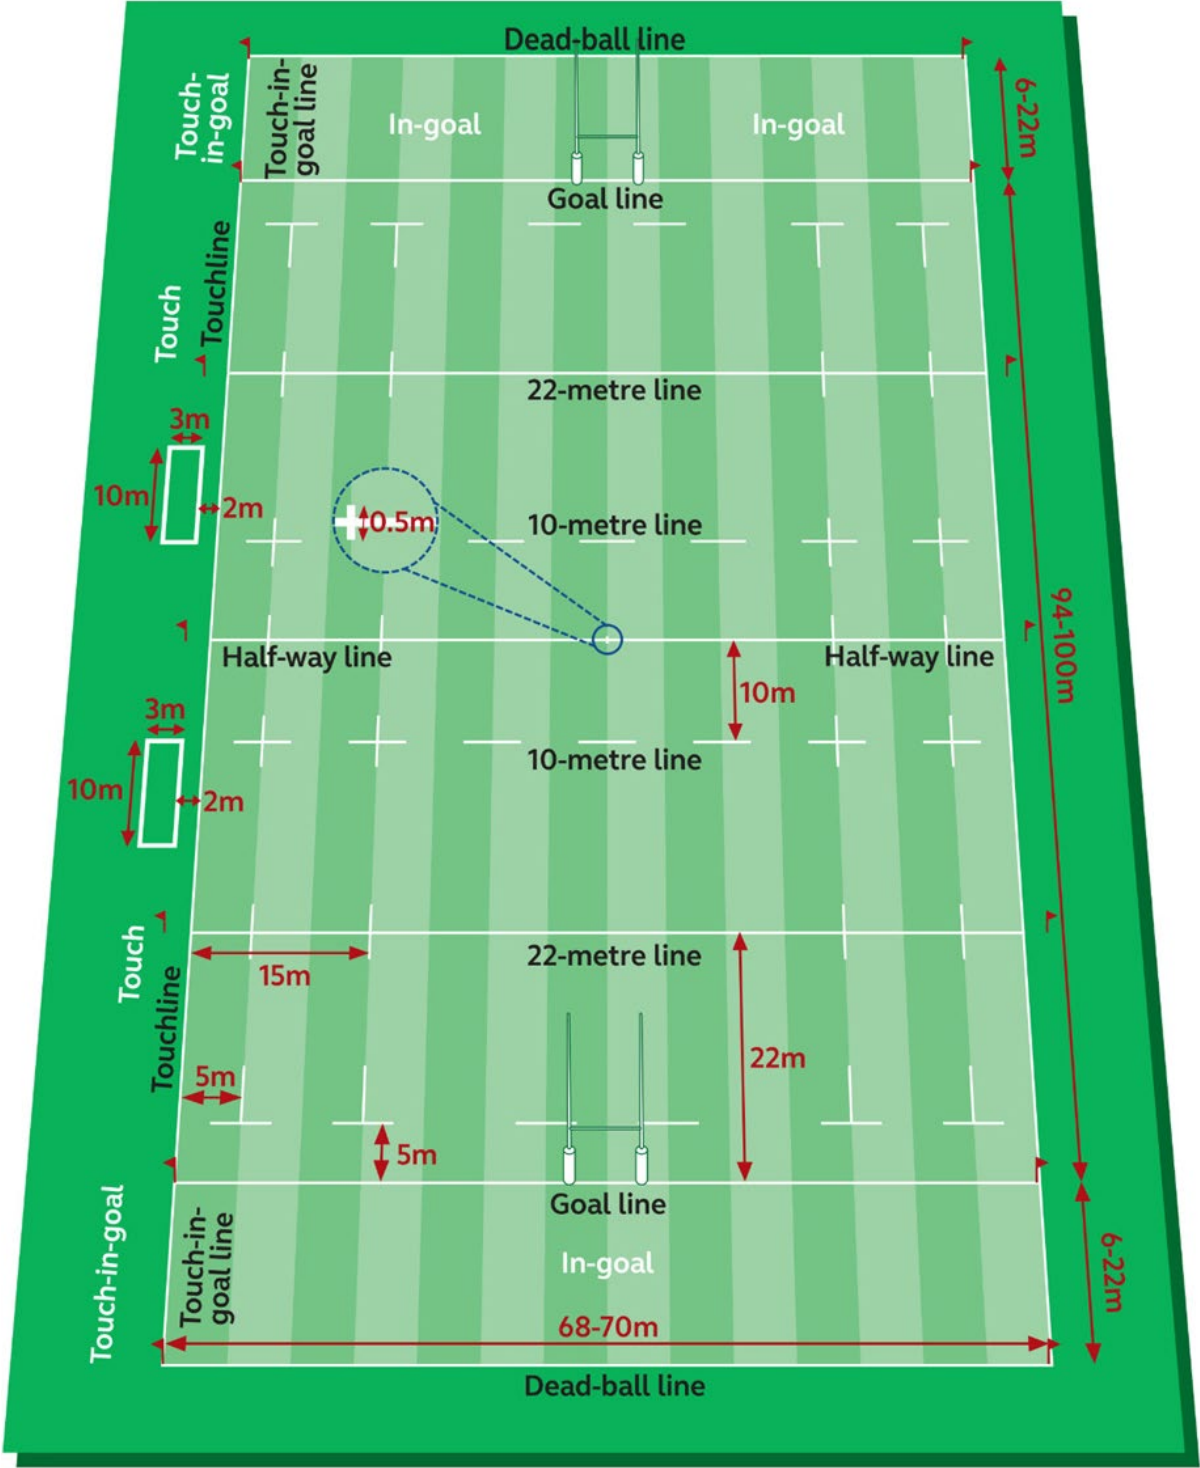 Dead-ball line
Touch-
in-goal
Touch-in-
goal line
In-goal
In-goal
6-22m
Goal line
Touchline
Touch
22-metre line
3m
10m
2m
0.5m
10-metre line
94-100m
Half-way line
Half-way line
10m
3m
10m
2m
10-metre line
Touch
Touchline
22-metre line
15m
22m
5m
5m
Goal line
Touch-in-goal
Touch-in-
goal line
In-goal
6-22m
68-70m
Dead-ball line